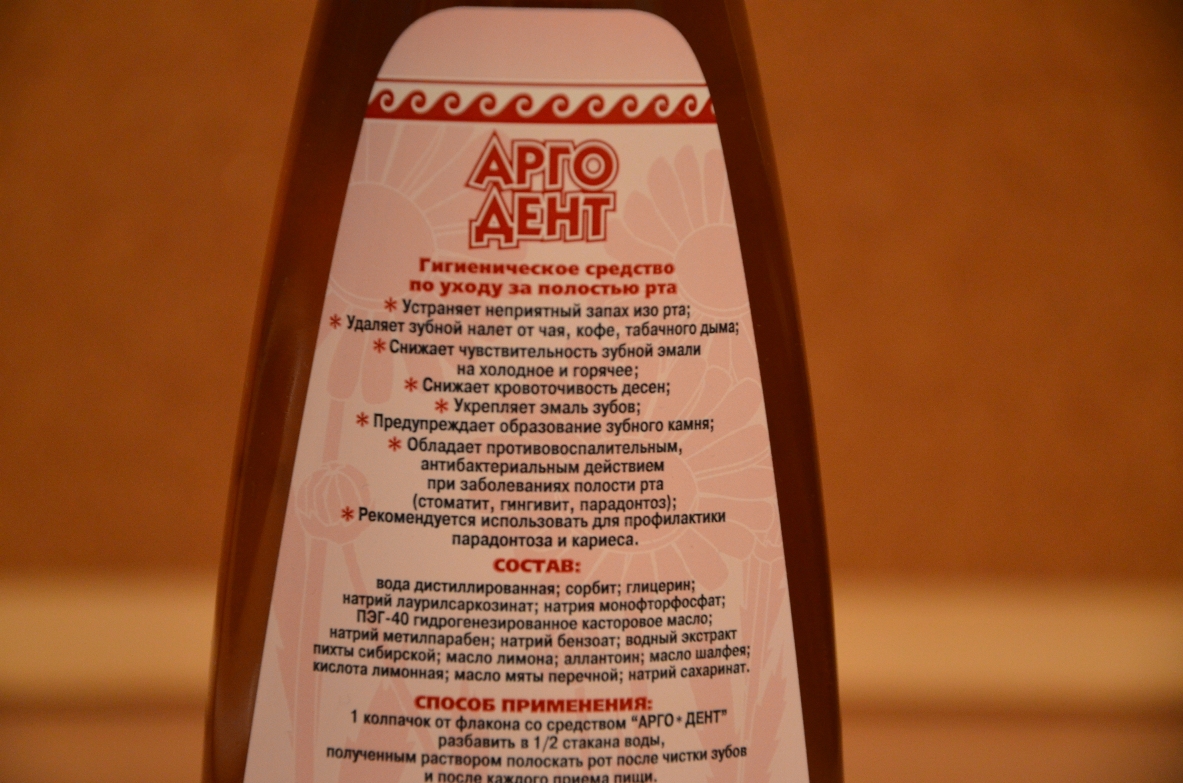 АРГО
ДЕНТ
Гигиеническое средство
по уходу за полостью рта
* Устраняет неприятный запах изо рта;
* Удаляет зубной налет от чая, кофе, табачного дыма;
* Снижает чувствительность зубной эмали
на холодное и горячее;
* Снижает кровоточивость десен;
* Укрепляет эмаль зубов;
* Предупреждает образование зубного камня;
* Обладает противовоспалительным,
антибактериальным действием
при заболеваниях полости рта
(стоматит, гингивит, парадонтоз);
* Рекомендуется использовать для профилактики
парадонтоза и кариеса.
СОСТАВ:
вода дистиллированная; сорбит; глицерин;
натрий лаурилсаркозинат; натрия монофторфосфат;
ПЭГ-40 гидрогенезированное касторовое масло;
натрий метилпарабен; натрий бензоат; водный экстракт
пихты сибирской; масло лимона; аллантоин; масло шалфея;
кислота лимонная; масло мяты перечной; натрий сахаринат.
СПОСОБ ПРИМЕНЕНИЯ:
1 колпачок от флакона со средством "АРГО•ДЕНТ"
разбавить в 1/2 стакана воды,
полученным раствором полоскать рот после чистки зубов
и после каждого приема пищи.